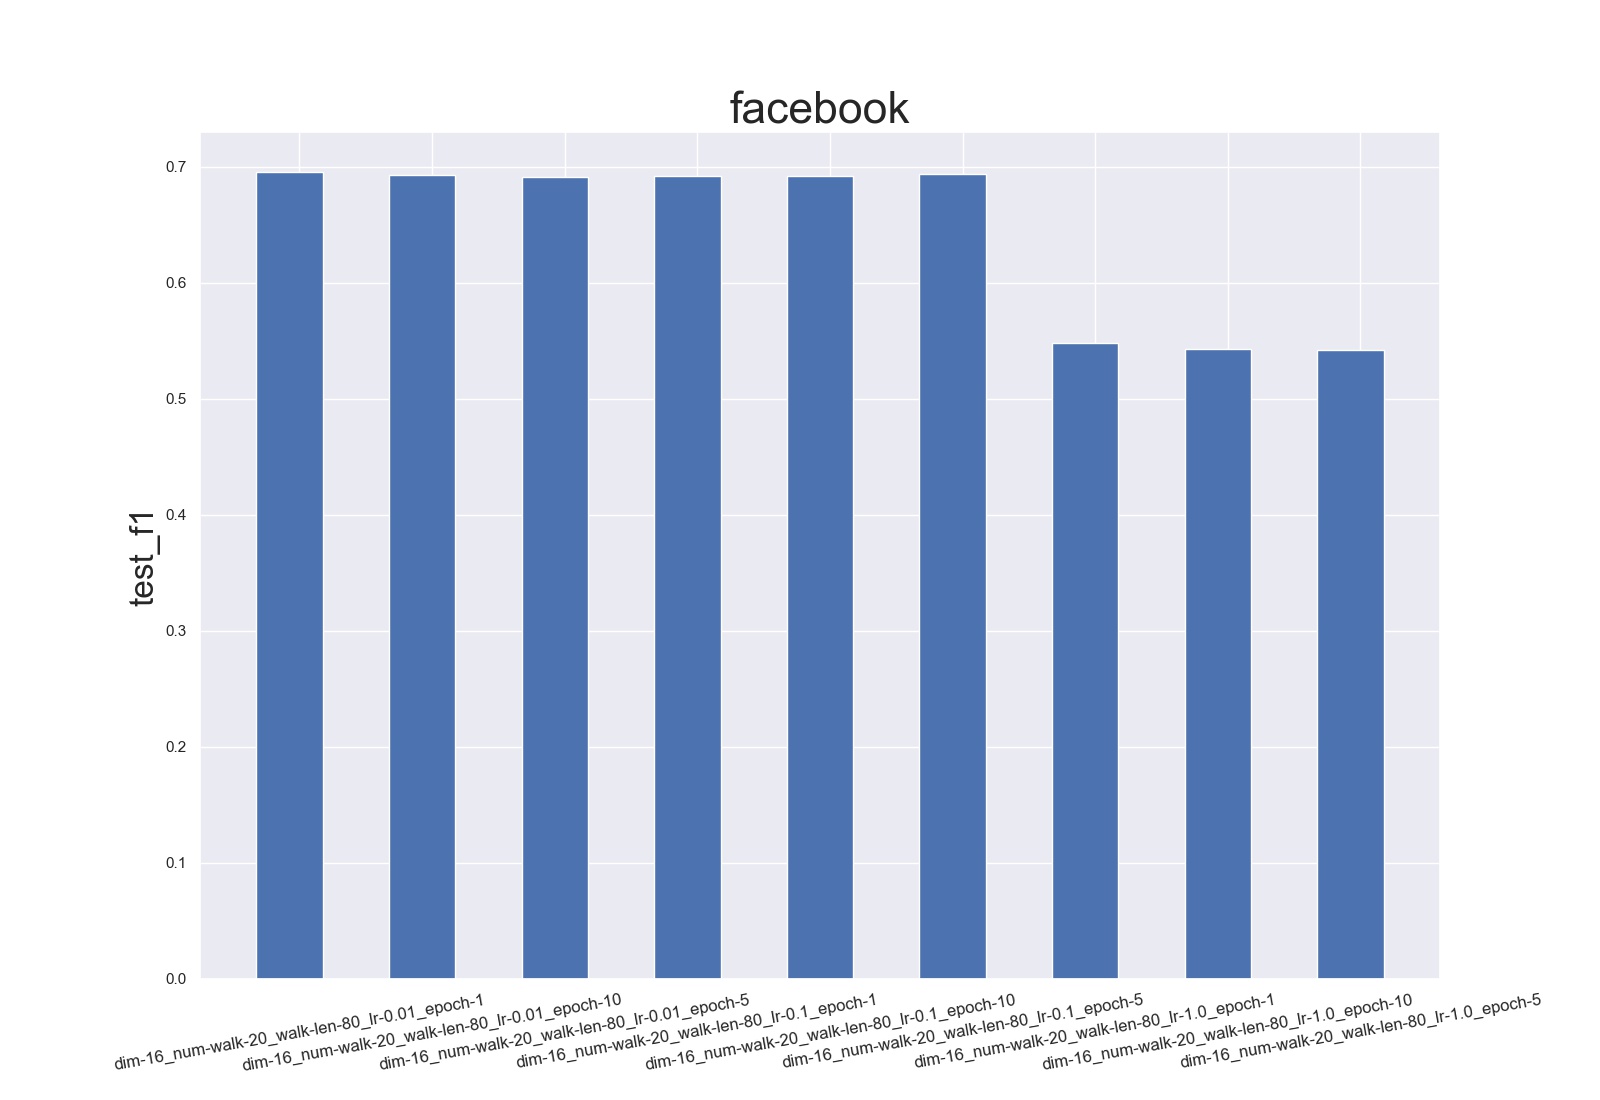 facebook
test_f1
0.7
0.6
0.5
0.4
0.3
0.2
0.1
0.0
dim-16_num-walk-20_walk-len-80_lr-0.01_epoch-1
dim-16_num-walk-20_walk-len-80_lr-0.01_epoch-10
dim-16_num-walk-20_walk-len-80_lr-0.01_epoch-5
dim-16_num-walk-20_walk-len-80_lr-0.1_epoch-1
dim-16_num-walk-20_walk-len-80_lr-0.1_epoch-10
dim-16_num-walk-20_walk-len-80_lr-0.1_epoch-5
dim-16_num-walk-20_walk-len-80_lr-1.0_epoch-1
dim-16_num-walk-20_walk-len-80_lr-1.0_epoch-10
dim-16_num-walk-20_walk-len-80_lr-1.0_epoch-5